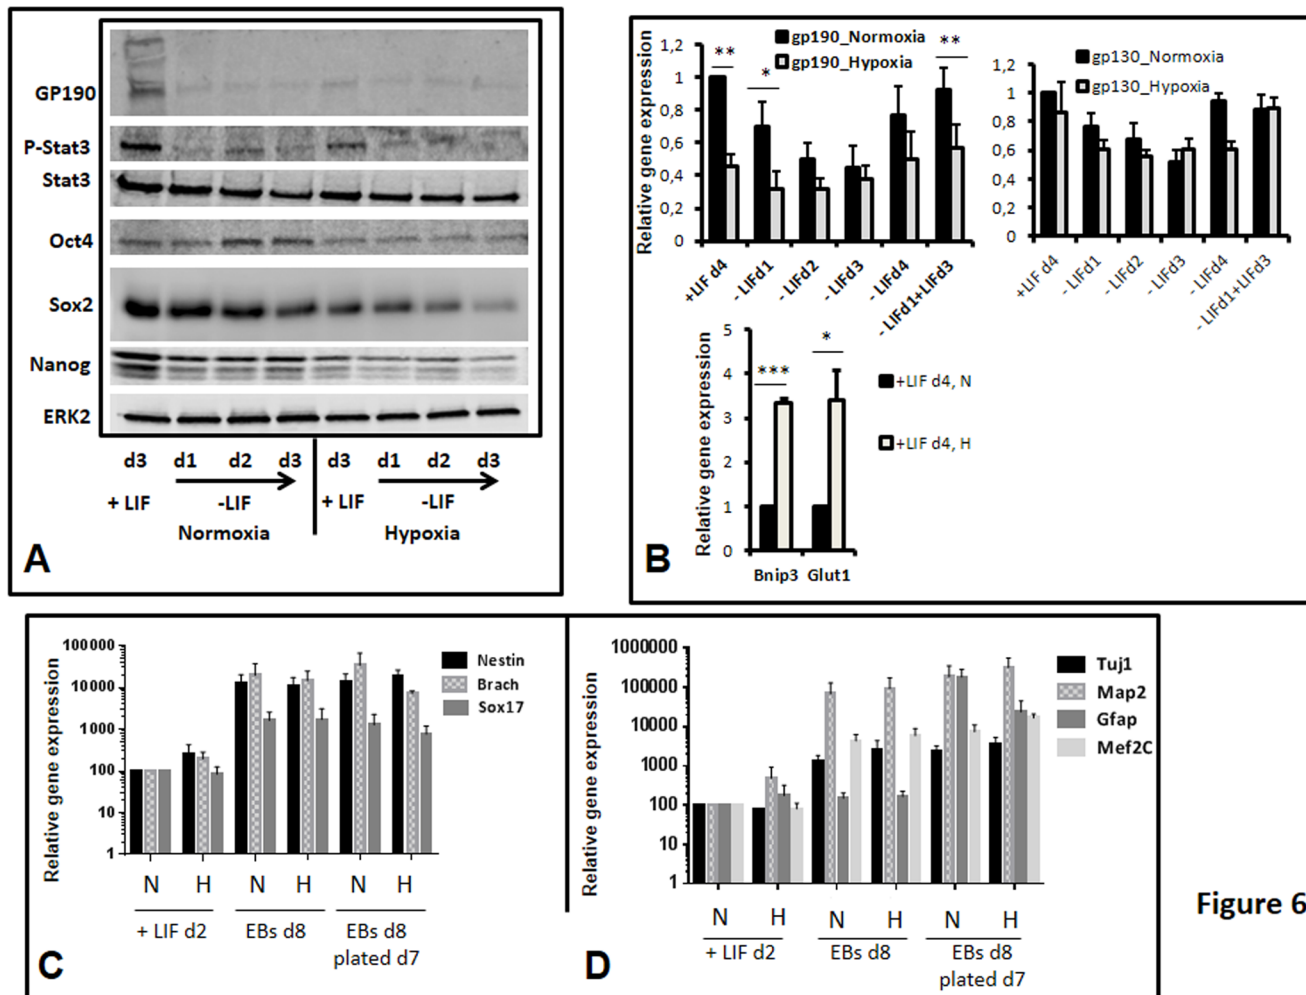 GP190
P-Stat3
Stat3
Oct4
Sox2
Nanog
ERK2
d3 d1 d2 d3 d3 d1 d2 d3
+ LIF -LIF + LIF -LIF
Normoxia Hypoxia
A
Relative gene expression
1,2
1
0,8
0,6
0,4
0,2
0
** * **
gp190_Normoxia
gp190_Hypoxia
+LIF d4
- LIFd1
- LIFd2
- LIFd3
- LIFd4
- LIFd1+LIFd3
1,2
1
0,8
0,6
0,4
0,2
0
gp130_Normoxia
gp130_Hypoxia
+LIF d4
- LIFd1
- LIFd2
- LIFd3
- LIFd4
- LIFd1+LIFd3
Relative gene expression
5
4
3
2
1
0
*** *
+LIF d4, N
+LIF d4, H
Bnip3 Glut1
B
Relative gene expression
100000
10000
1000
100
10
1
Nestin
Brach
Sox17
N H N H N H
+ LIF d2 EBs d8 EBs d8
plated d7
C
Relative gene expression
1000000
100000
10000
1000
100
10
1
Tuj1
Map2
Gfap
Mef2C
N H N H N H
+ LIF d2 EBs d8 EBs d8
plated d7
D
Figure 6